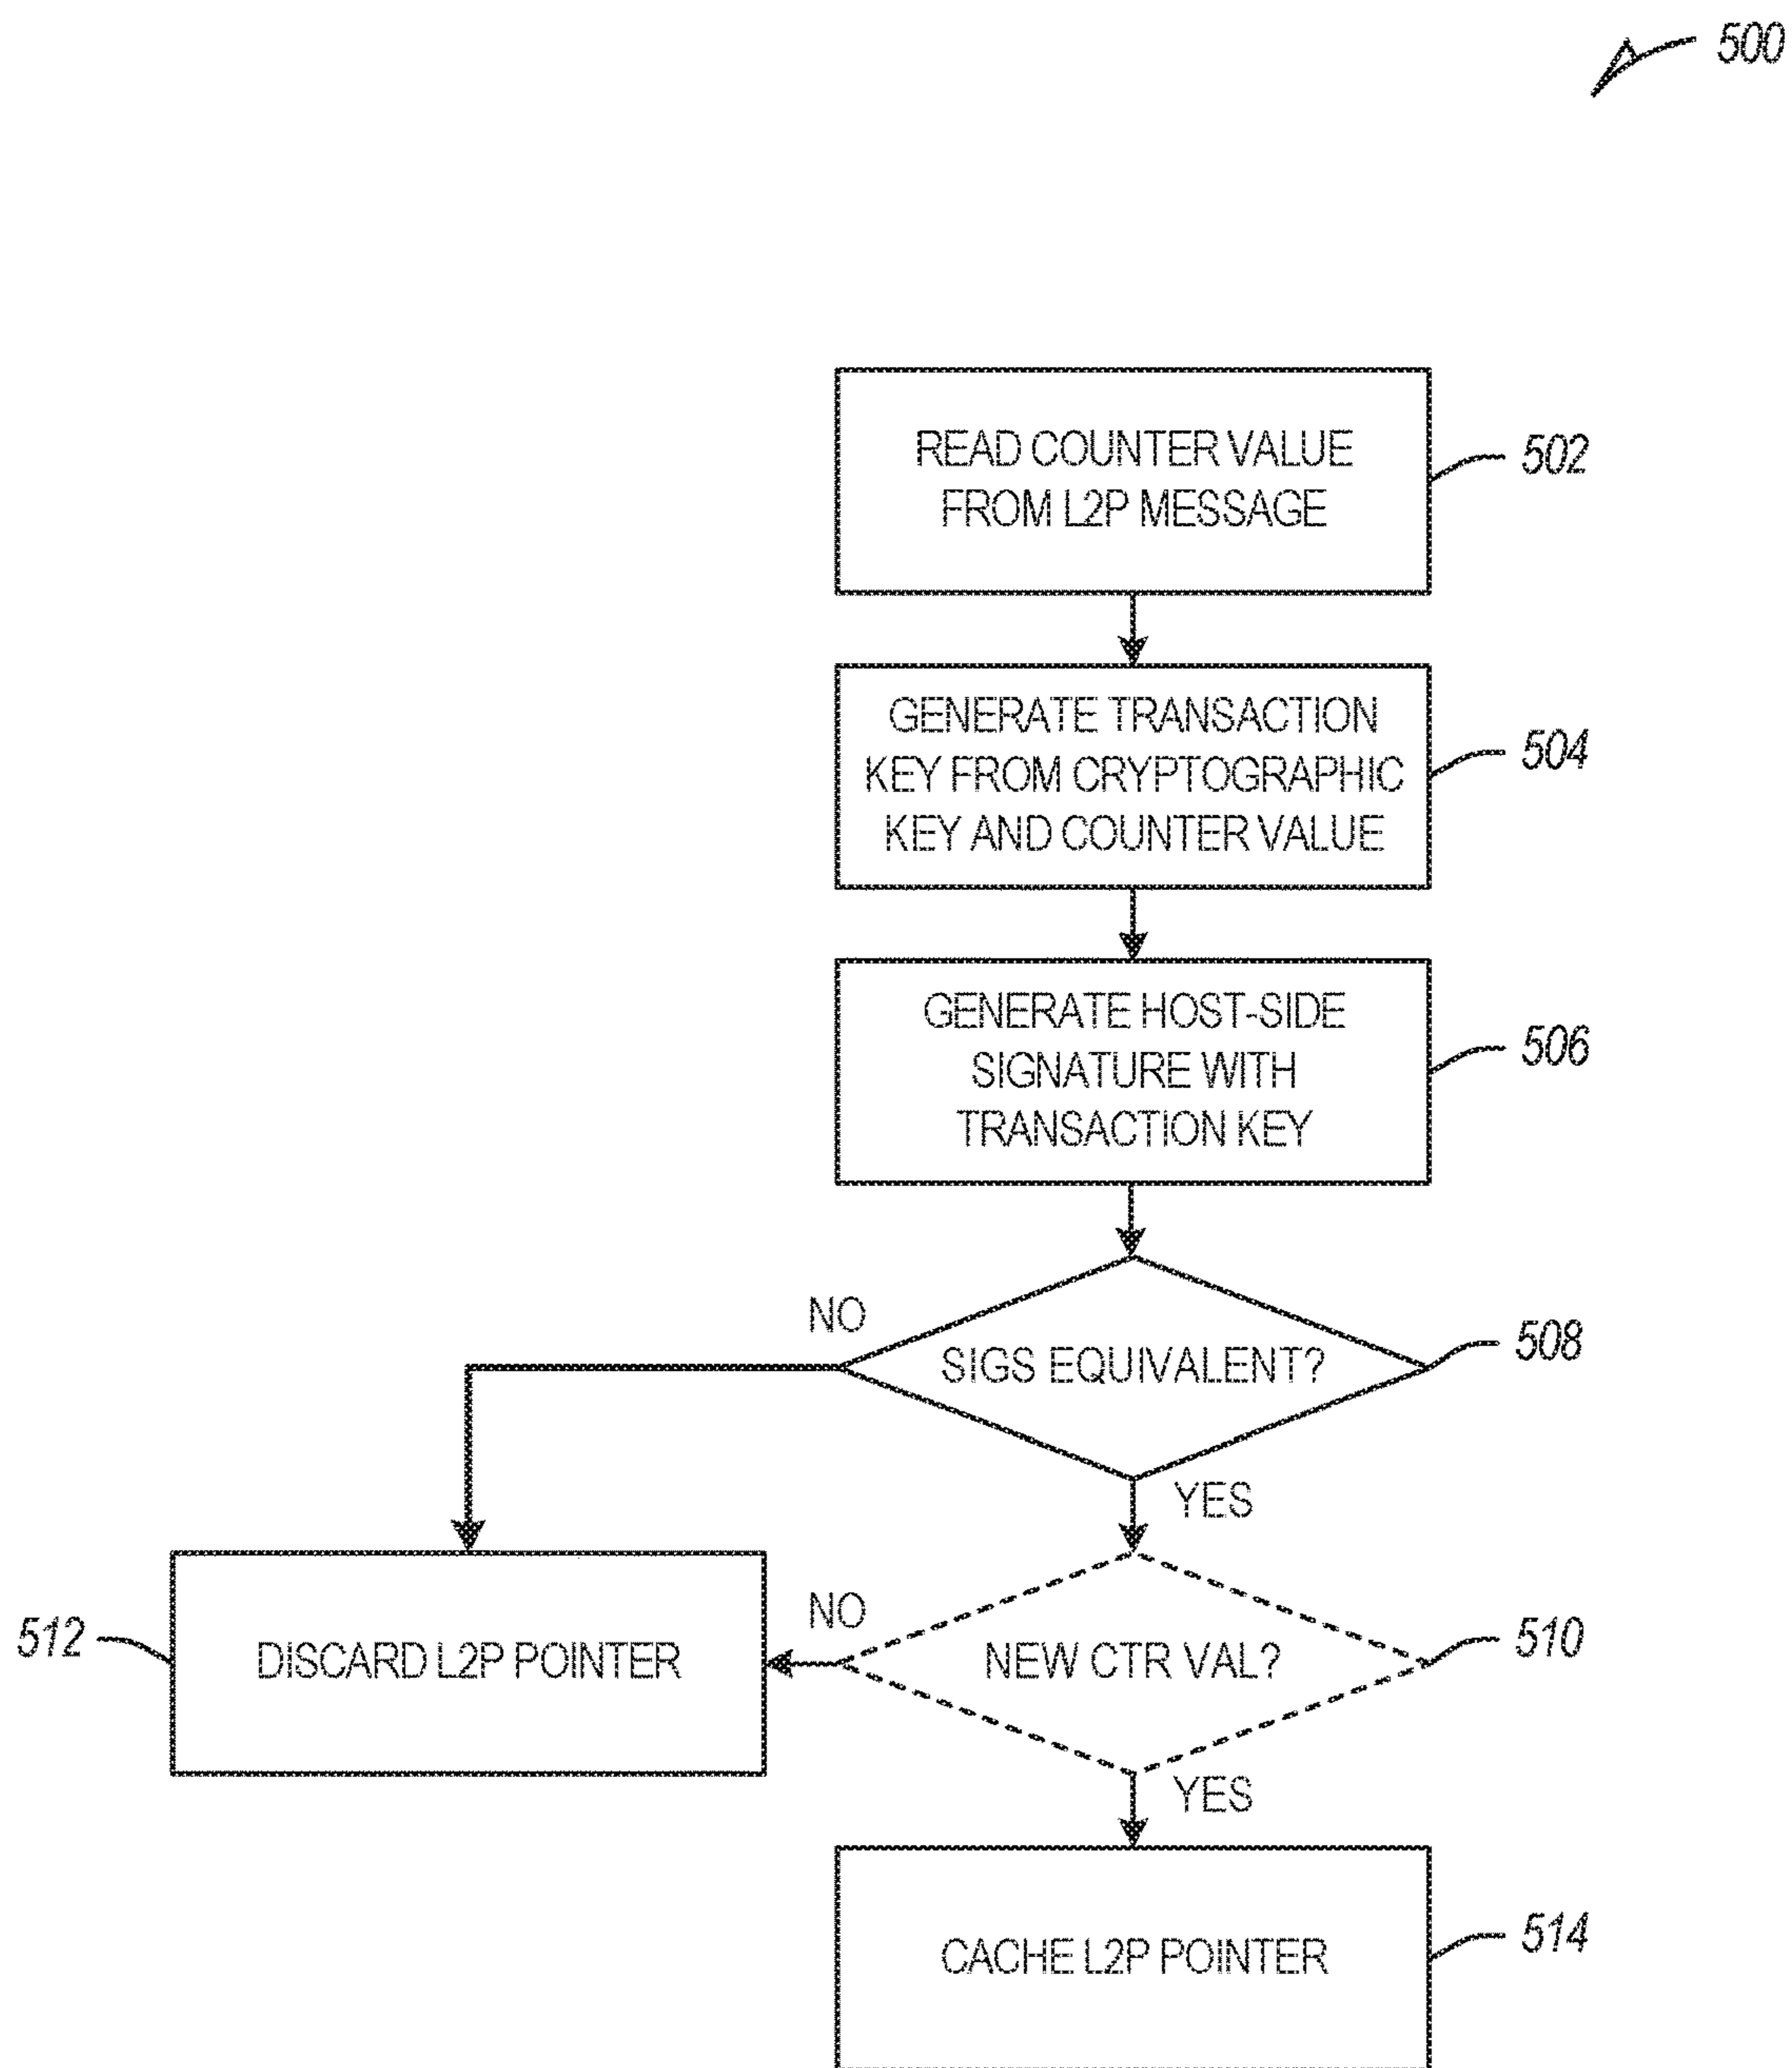 500
READ COUNTER VALUE
FROM L2P MESSAGE
502
GENERATE TRANSACTION
KEY FROM CRYPTOGRAPHIC
KEY AND COUNTER VALUE
504
GENERATE HOST-SIDE
SIGNATURE WITH
TRANSACTION KEY
506
NO
SIGS EQUIVALENT?
508
YES
512
DISCARD L2P POINTER
NO
NEW CTR VAL?
510
YES
CACHE L2P POINTER
514